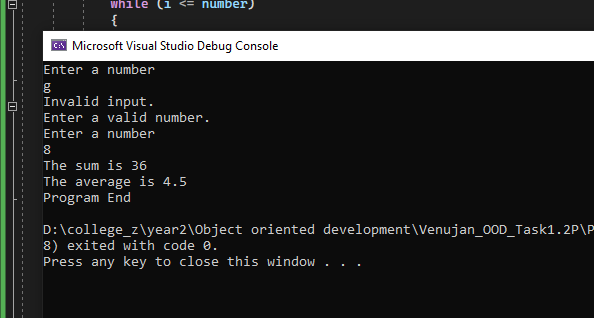 while (i <= number)
{
Microsoft Visual Studio Debug Console
Enter a number
g
Invalid input.
Enter a valid number.
Enter a number
8
The sum is 36
The average is 4.5
Program End
D:\college_z\year2\Object oriented development\Venujan_OOD_Task1.2P\P
8) exited with code 0.
Press any key to close this window . . .